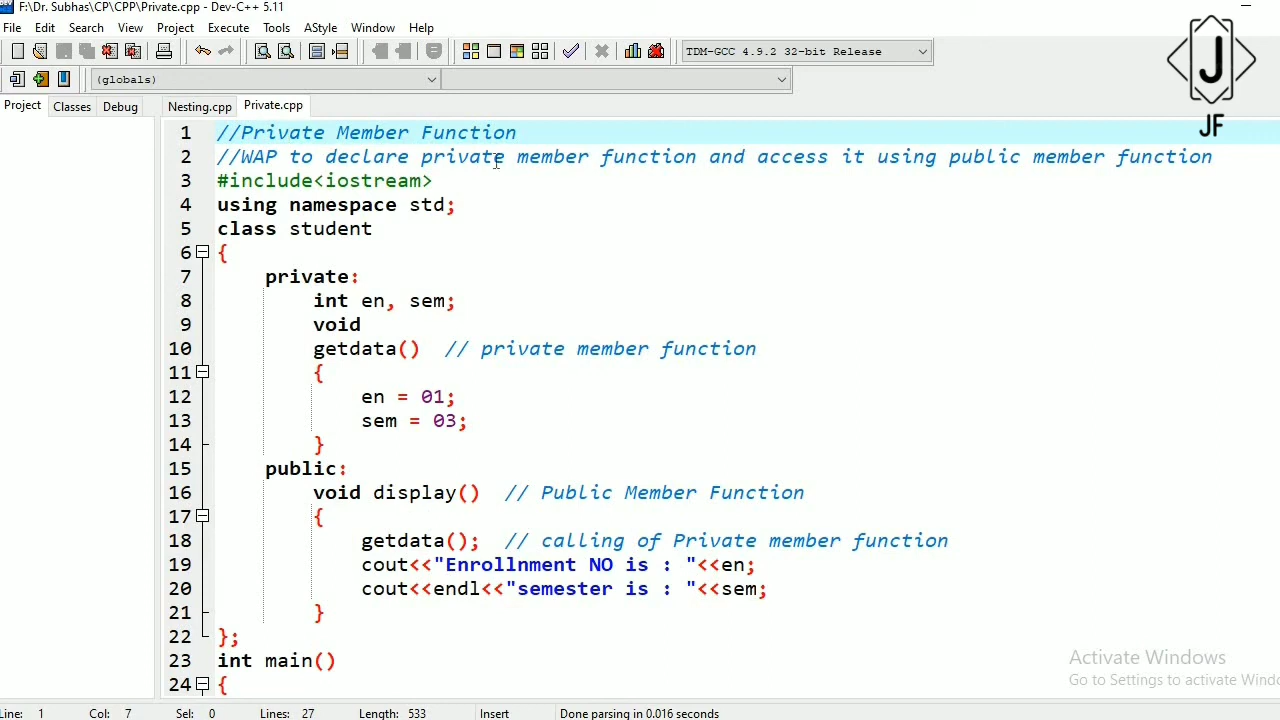 F:\Dr. Subhas\CP\CPP\Private.cpp - Dev-C++ 5.11
File Edit Search View Project Execute Tools AStyle Window Help
TDM-GCC 4.9.2 32-bit Release
(globals)
Project Classes Debug Nesting.cpp Private.cpp
J
JF
1 //Private Member Function
2 //WAP to declare private member function and access it using public member function
3 #include<iostream>
4 using namespace std;
5 class student
6 {
7 private:
8 int en, sem;
9 void
10 getdata() // private member function
11 {
12 en = 01;
13 sem = 03;
14 }
15 public:
16 void display() // Public Member Function
17 {
18 getdata(); // calling of Private member function
19 cout<<"Enrollnment NO is : "<<en;
20 cout<<endl<<"semester is : "<<sem;
21 }
22 };
23 int main()
24 {
Activate Windows
Go to Settings to activate Windo
Line: 1 Col: 7 Sel: 0 Lines: 27 Length: 533 Insert Done parsing in 0.016 seconds